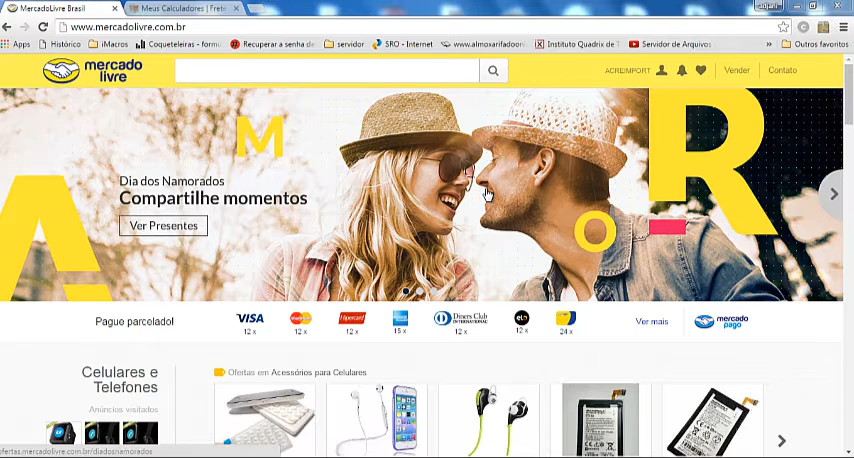 MercadoLivre Brasil
Meus Calculadores | Frete
www.mercadolivre.com.br
Apps
Histórico
iMacros
Coqueteleiras - formu
Recuperar a senha de
servidor
SRO - Internet
www.almoxarifadoonl
Instituto Quadrix de T
Servidor de Arquivos
»
Outros favoritos
mercado
livre
ACREIMPORT
Vender
Contato
A
M
O
R
Dia dos Namorados
Compartilhe momentos
Ver Presentes
Pague parcelado!
VISA
12 x
MasterCard
12 x
Hipercard
12 x
15 x
Diners Club
INTERNATIONAL
12 x
elo
12 x
24 x
Ver mais
mercado
pago
Celulares e
Telefones
Anúncios visitados
Ofertas em Acessórios para Celulares
ofertas.mercadolivre.com.br/diadosnamorados